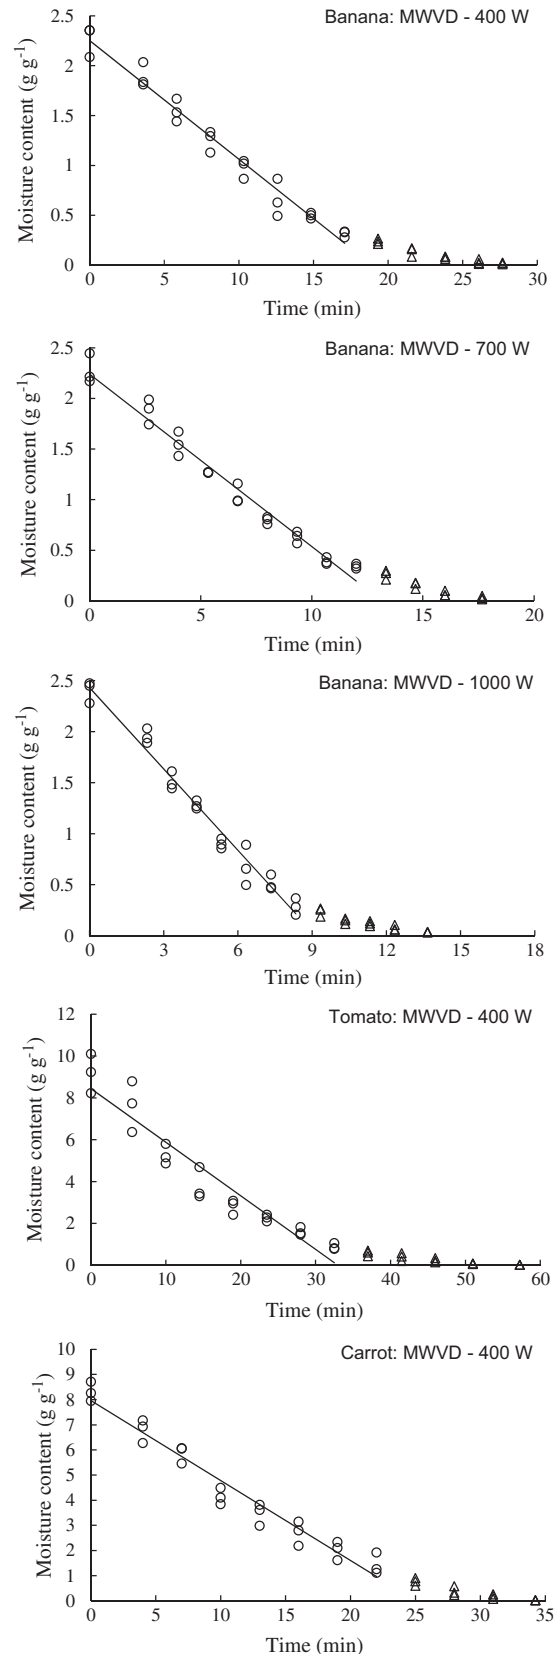 Banana: MWVD - 400 W
Moisture content (g g⁻¹)
2.5
2
1.5
1
0.5
0
0 5 10 15 20 25 30
Time (min)
Banana: MWVD - 700 W
Moisture content (g g⁻¹)
2.5
2
1.5
1
0.5
0
0 5 10 15 20
Time (min)
Banana: MWVD - 1000 W
Moisture content (g g⁻¹)
2.5
2
1.5
1
0.5
0
0 3 6 9 12 15 18
Time (min)
Tomato: MWVD - 400 W
Moisture content (g g⁻¹)
12
10
8
6
4
2
0
0 10 20 30 40 50 60
Time (min)
Carrot: MWVD - 400 W
Moisture content (g g⁻¹)
10
9
8
7
6
5
4
3
2
1
0
0 5 10 15 20 25 30 35
Time (min)